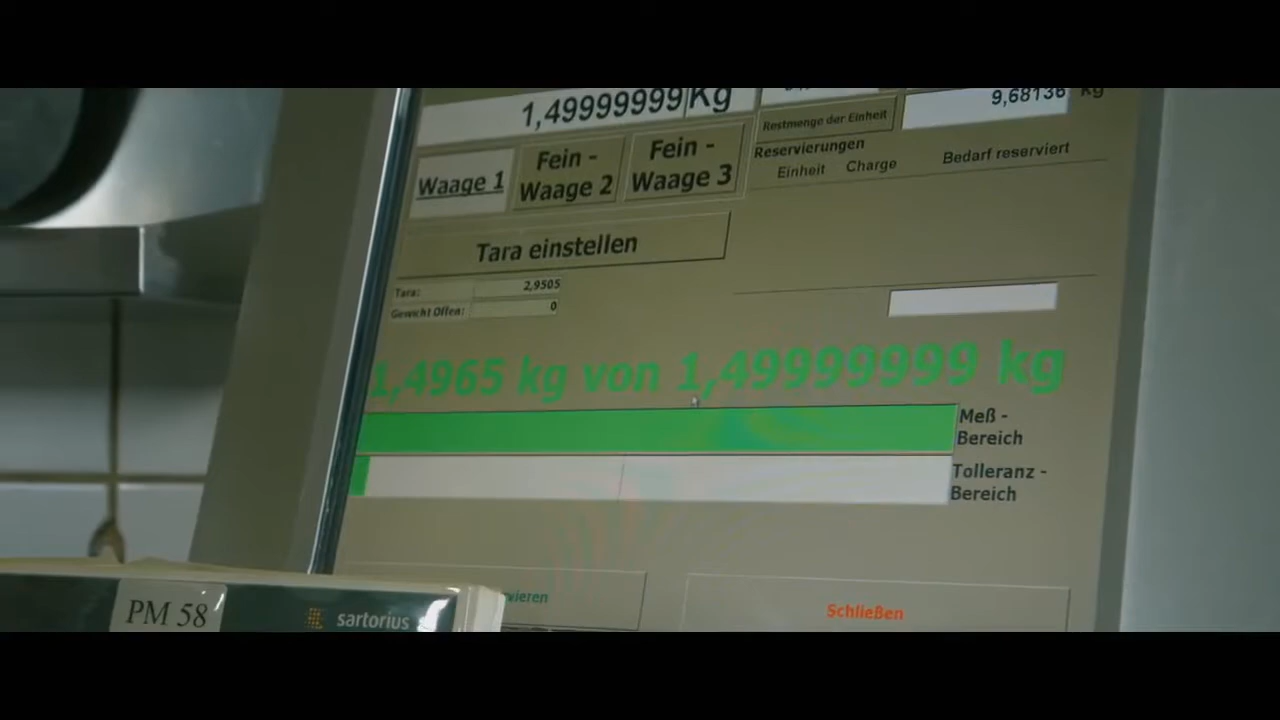 1,49999999 Kg
9,68136 Kg
Restmenge der Einheit
Reservierungen
Einheit Charge Bedarf reserviert
Waage 1
Fein -
Waage 2
Fein -
Waage 3
Tara einstellen
Tara: 2,9505
Gewicht Offen: 0
1,4965 kg von 1,49999999 kg
Meß -
Bereich
Tolleranz -
Bereich
Schließen
PM 58
sartorius